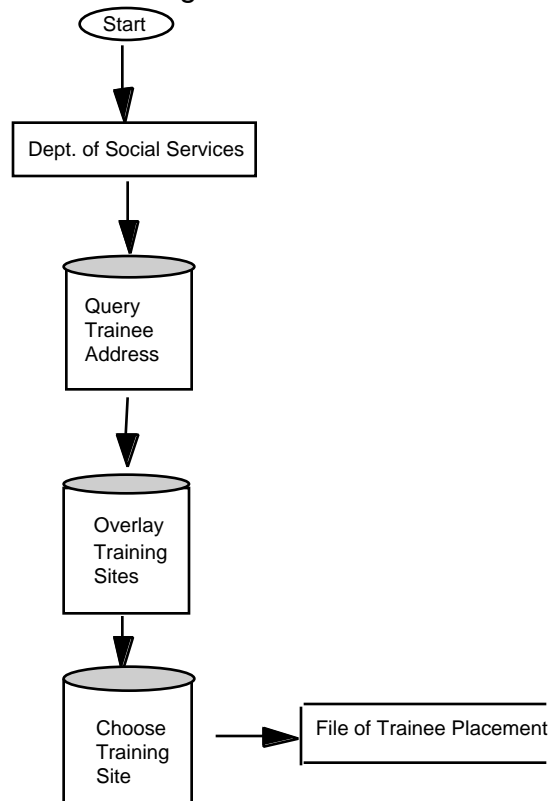 Start
Dept. of Social Services
Query
Trainee
Address
Overlay
Training
Sites
Choose
Training
Site
File of Trainee Placement